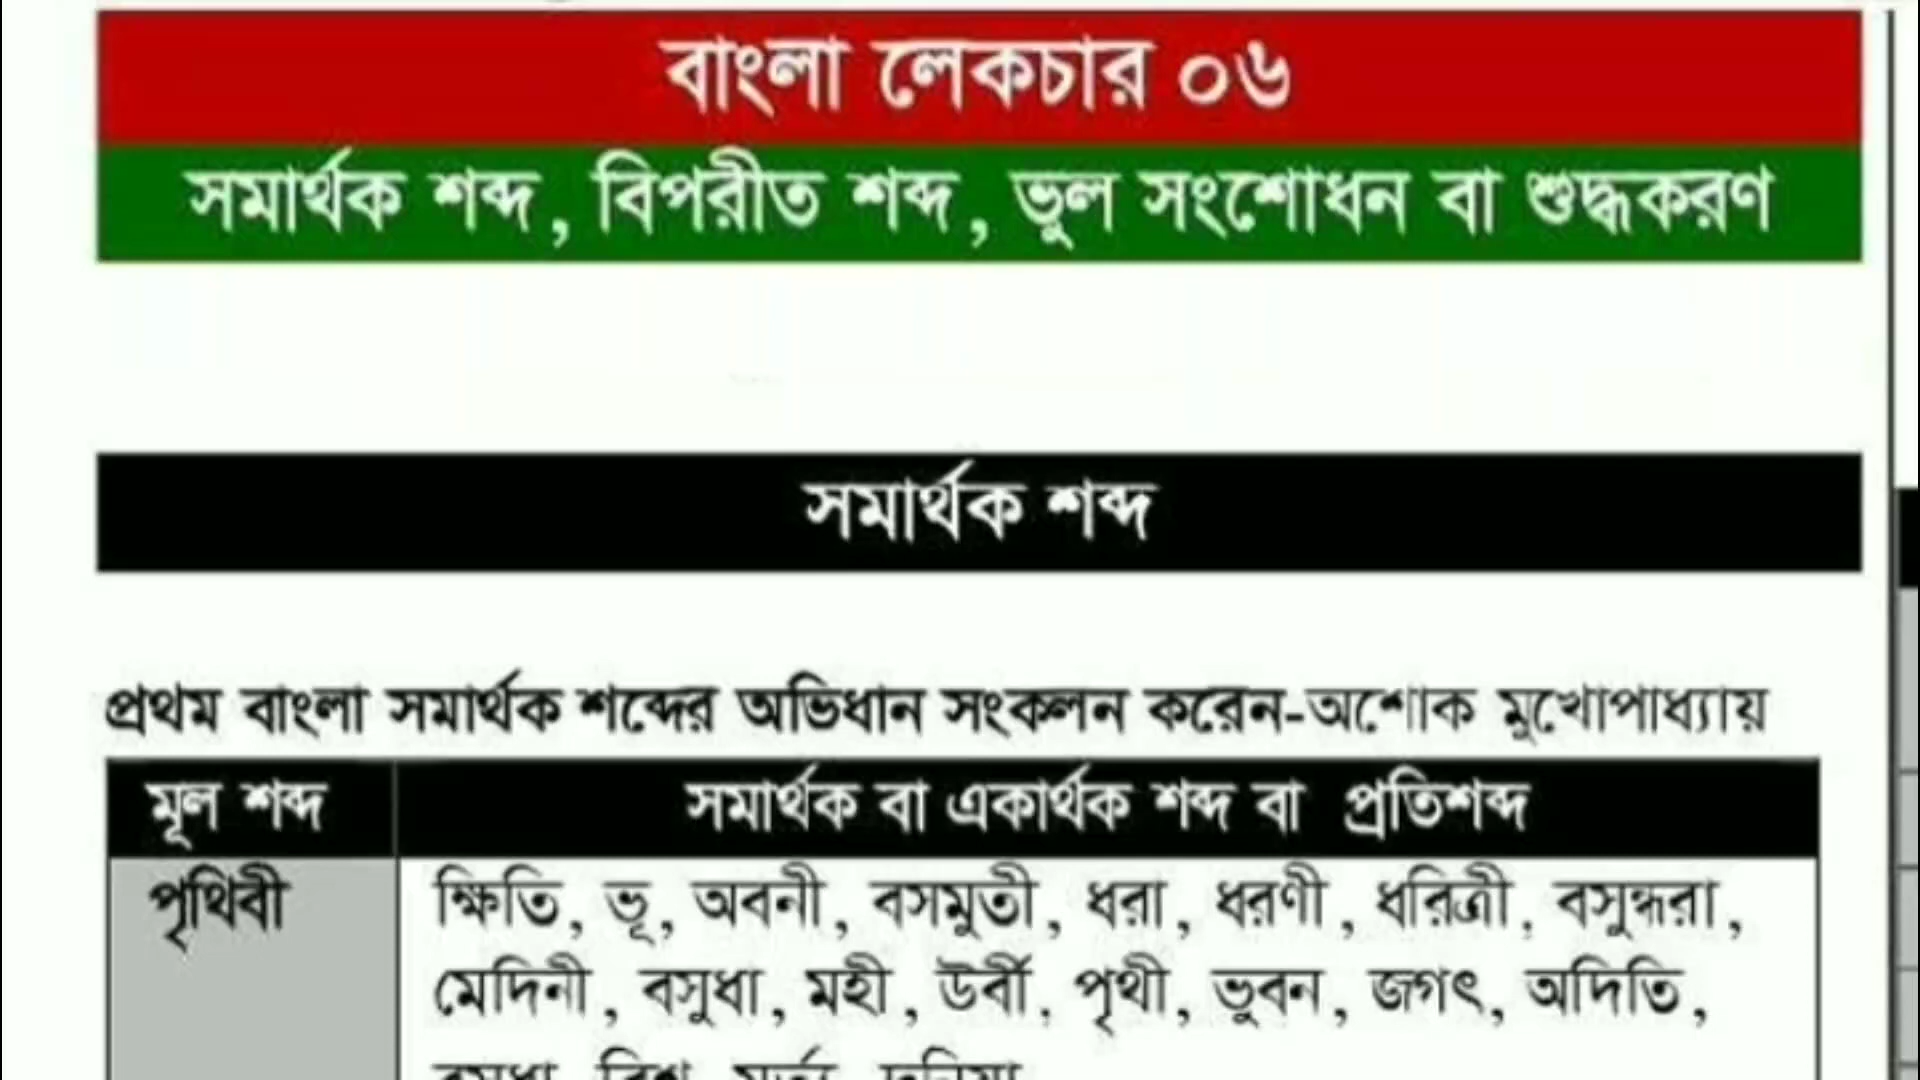 বাংলা লেকচার ০৬
সমার্থক শব্দ, বিপরীত শব্দ, ভুল সংশোধন বা শুদ্ধকরণ
সমার্থক শব্দ
প্রথম বাংলা সমার্থক শব্দের অভিধান সংকলন করেন-অশোক মুখোপাধ্যায়
মূল শব্দ
সমার্থক বা একার্থক শব্দ বা প্রতিশব্দ
পৃথিবী
ক্ষিতি, ভূ, অবনী, বসমুতী, ধরা, ধরণী, ধরিত্রী, বসুন্ধরা,
মেদিনী, বসুধা, মহী, উর্বী, পৃথী, ভুবন, জগৎ, অদিতি,